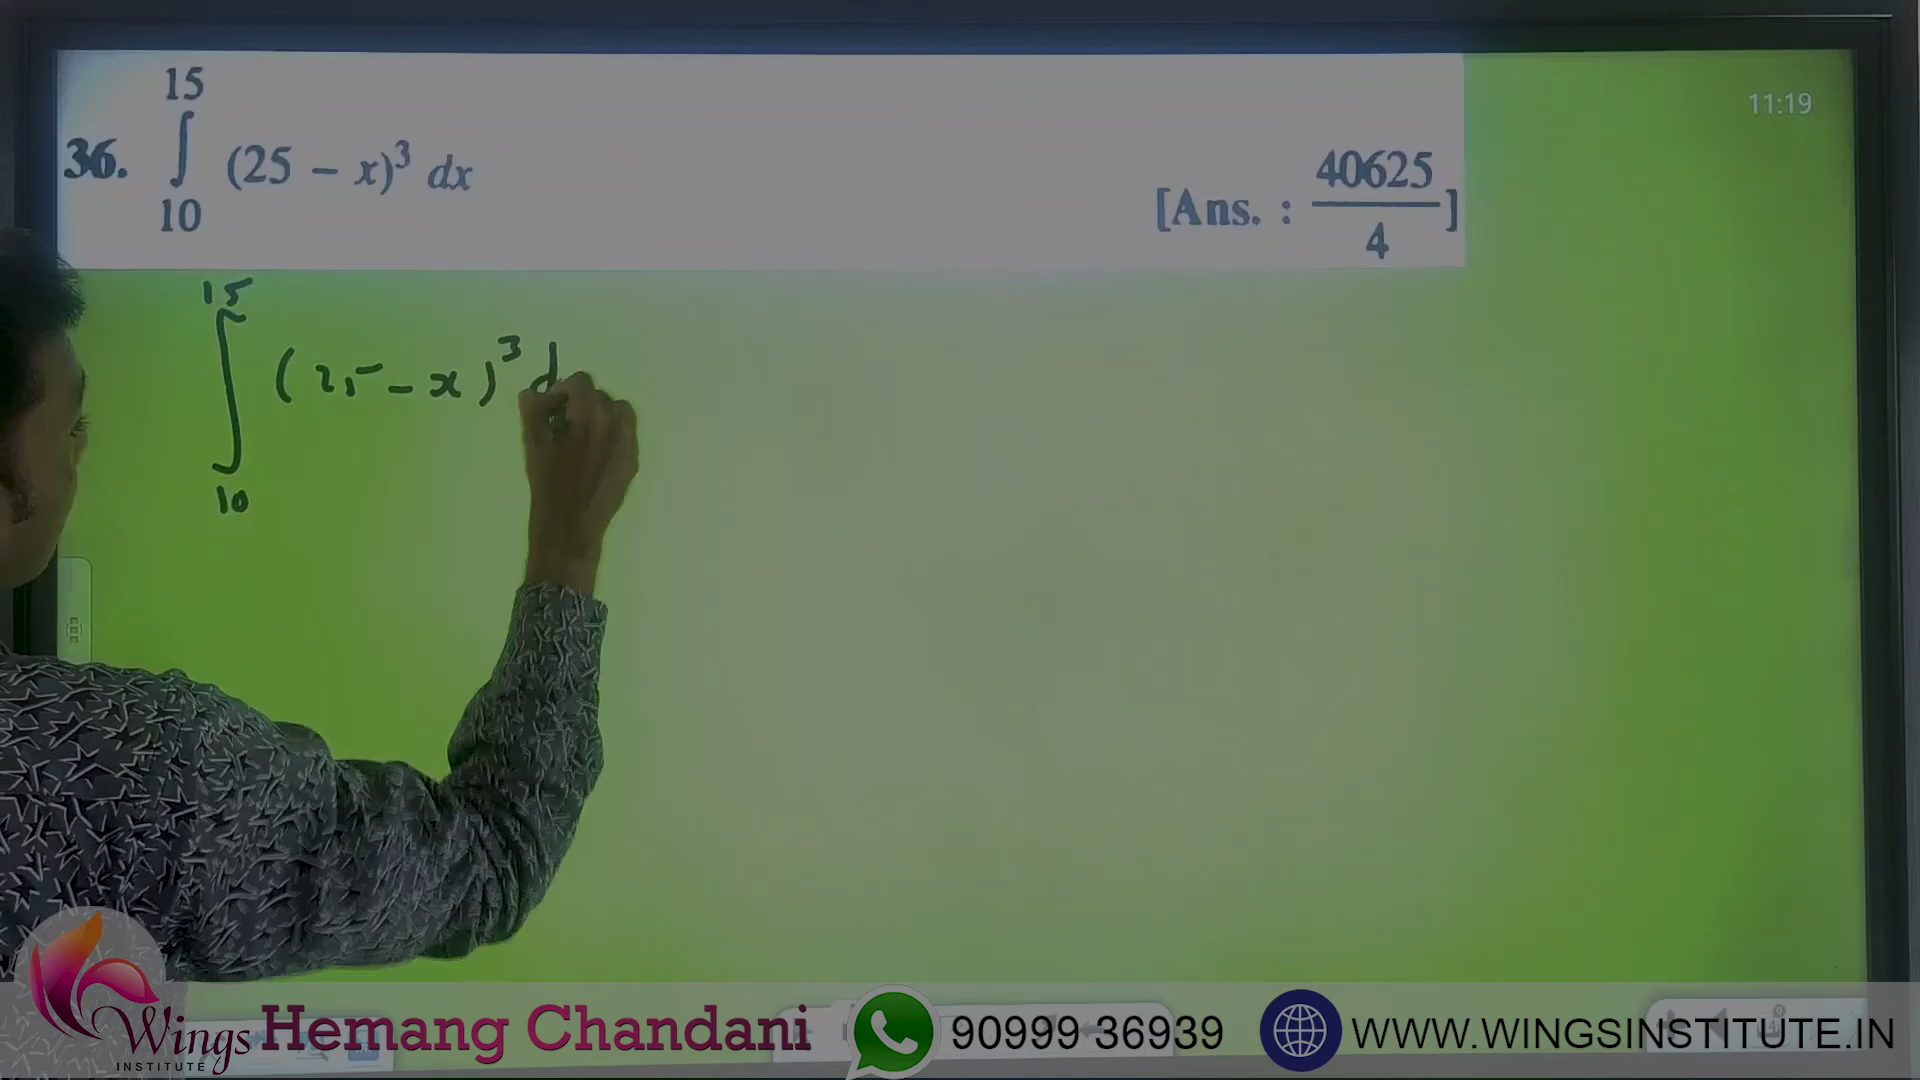 11:19
15
36. ∫ (25 – x)³ dx
10
[Ans. : 40625/4]
15
∫ (25 - x)³ d
10
Wings
INSTITUTE
Hemang Chandani
90999 36939
WWW.WINGSINSTITUTE.IN